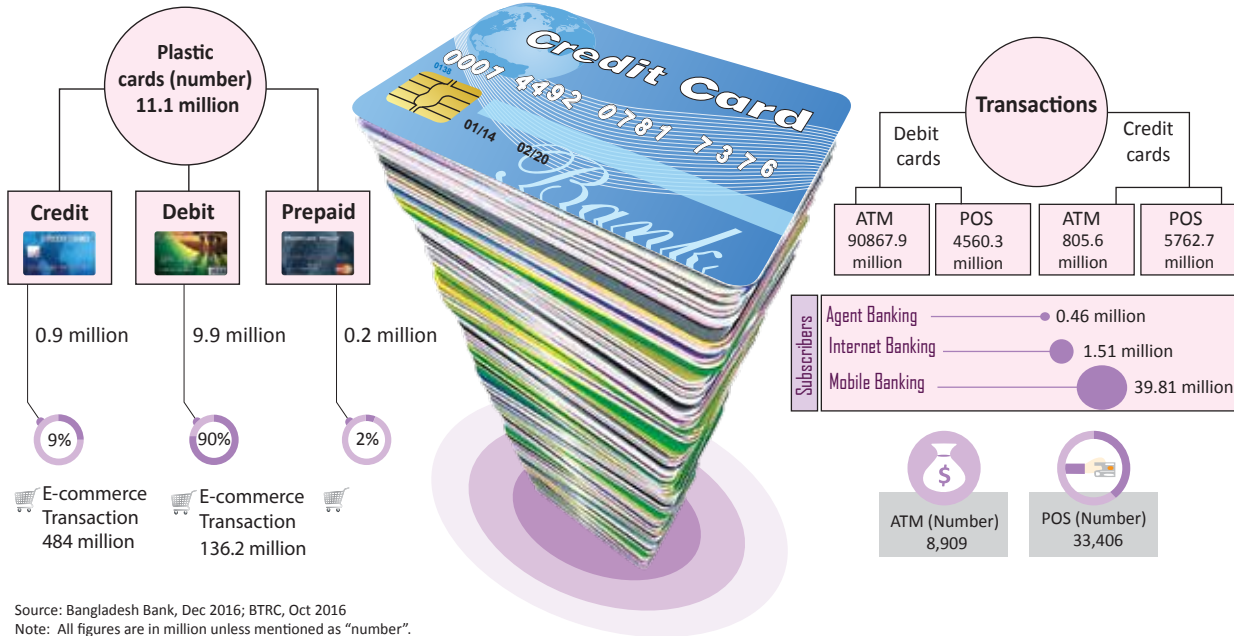 Plastic
cards (number)
11.1 million
Credit
Debit
Prepaid
0.9 million
9.9 million
0.2 million
9%
90%
2%
E-commerce
Transaction
484 million
E-commerce
Transaction
136.2 million
Credit Card
0138
0001 4492 0781 7376
01/14
02/20
Bank
Transactions
Debit
cards
Credit
cards
ATM
90867.9
million
POS
4560.3
million
ATM
805.6
million
POS
5762.7
million
Subscribers
Agent Banking
0.46 million
Internet Banking
1.51 million
Mobile Banking
39.81 million
$
ATM (Number)
8,909
POS (Number)
33,406
Source: Bangladesh Bank, Dec 2016; BTRC, Oct 2016
Note: All figures are in million unless mentioned as “number”.